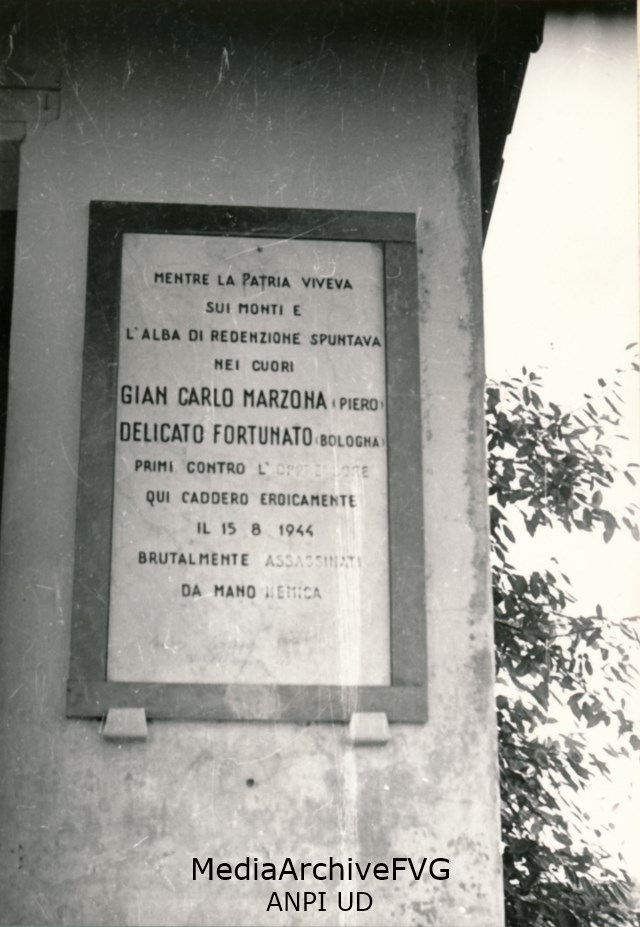 MENTRE LA PATRIA VIVEVA
SUI MONTI E
L'ALBA DI REDENZIONE SPUNTAVA
NEI CUORI
GIAN CARLO MARZONA (PIERO)
DELICATO FORTUNATO (BOLOGNA)
PRIMI CONTRO L'OPPRESSORE
QUI CADDERO EROICAMENTE
IL 15 8 1944
BRUTALMENTE ASSASSINATI
DA MANO NEMICA
MediaArchiveFVG
ANPI UD